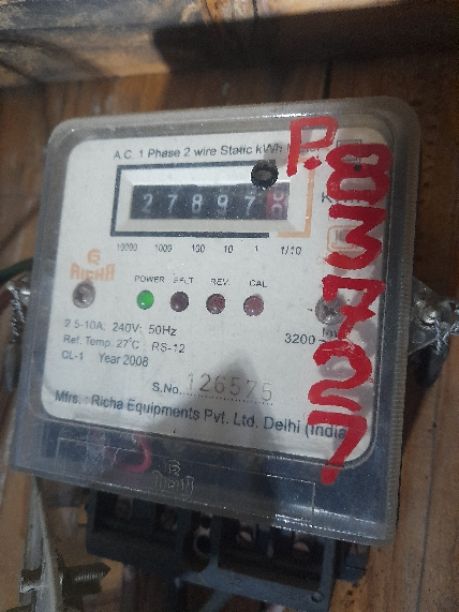 A.C. 1 Phase 2 wire Static kWh
27897
10000 1000 100 10 1 1/10
RICHA
POWER REV. CAL
2.5-10A, 240V, 50Hz
Ref. Temp. 27°C RS-12
3200
CL-1 Year 2008
S.No. 126575
Mfrs. : Richa Equipments Pvt. Ltd. Delhi (India)
P. 83727
RICHA